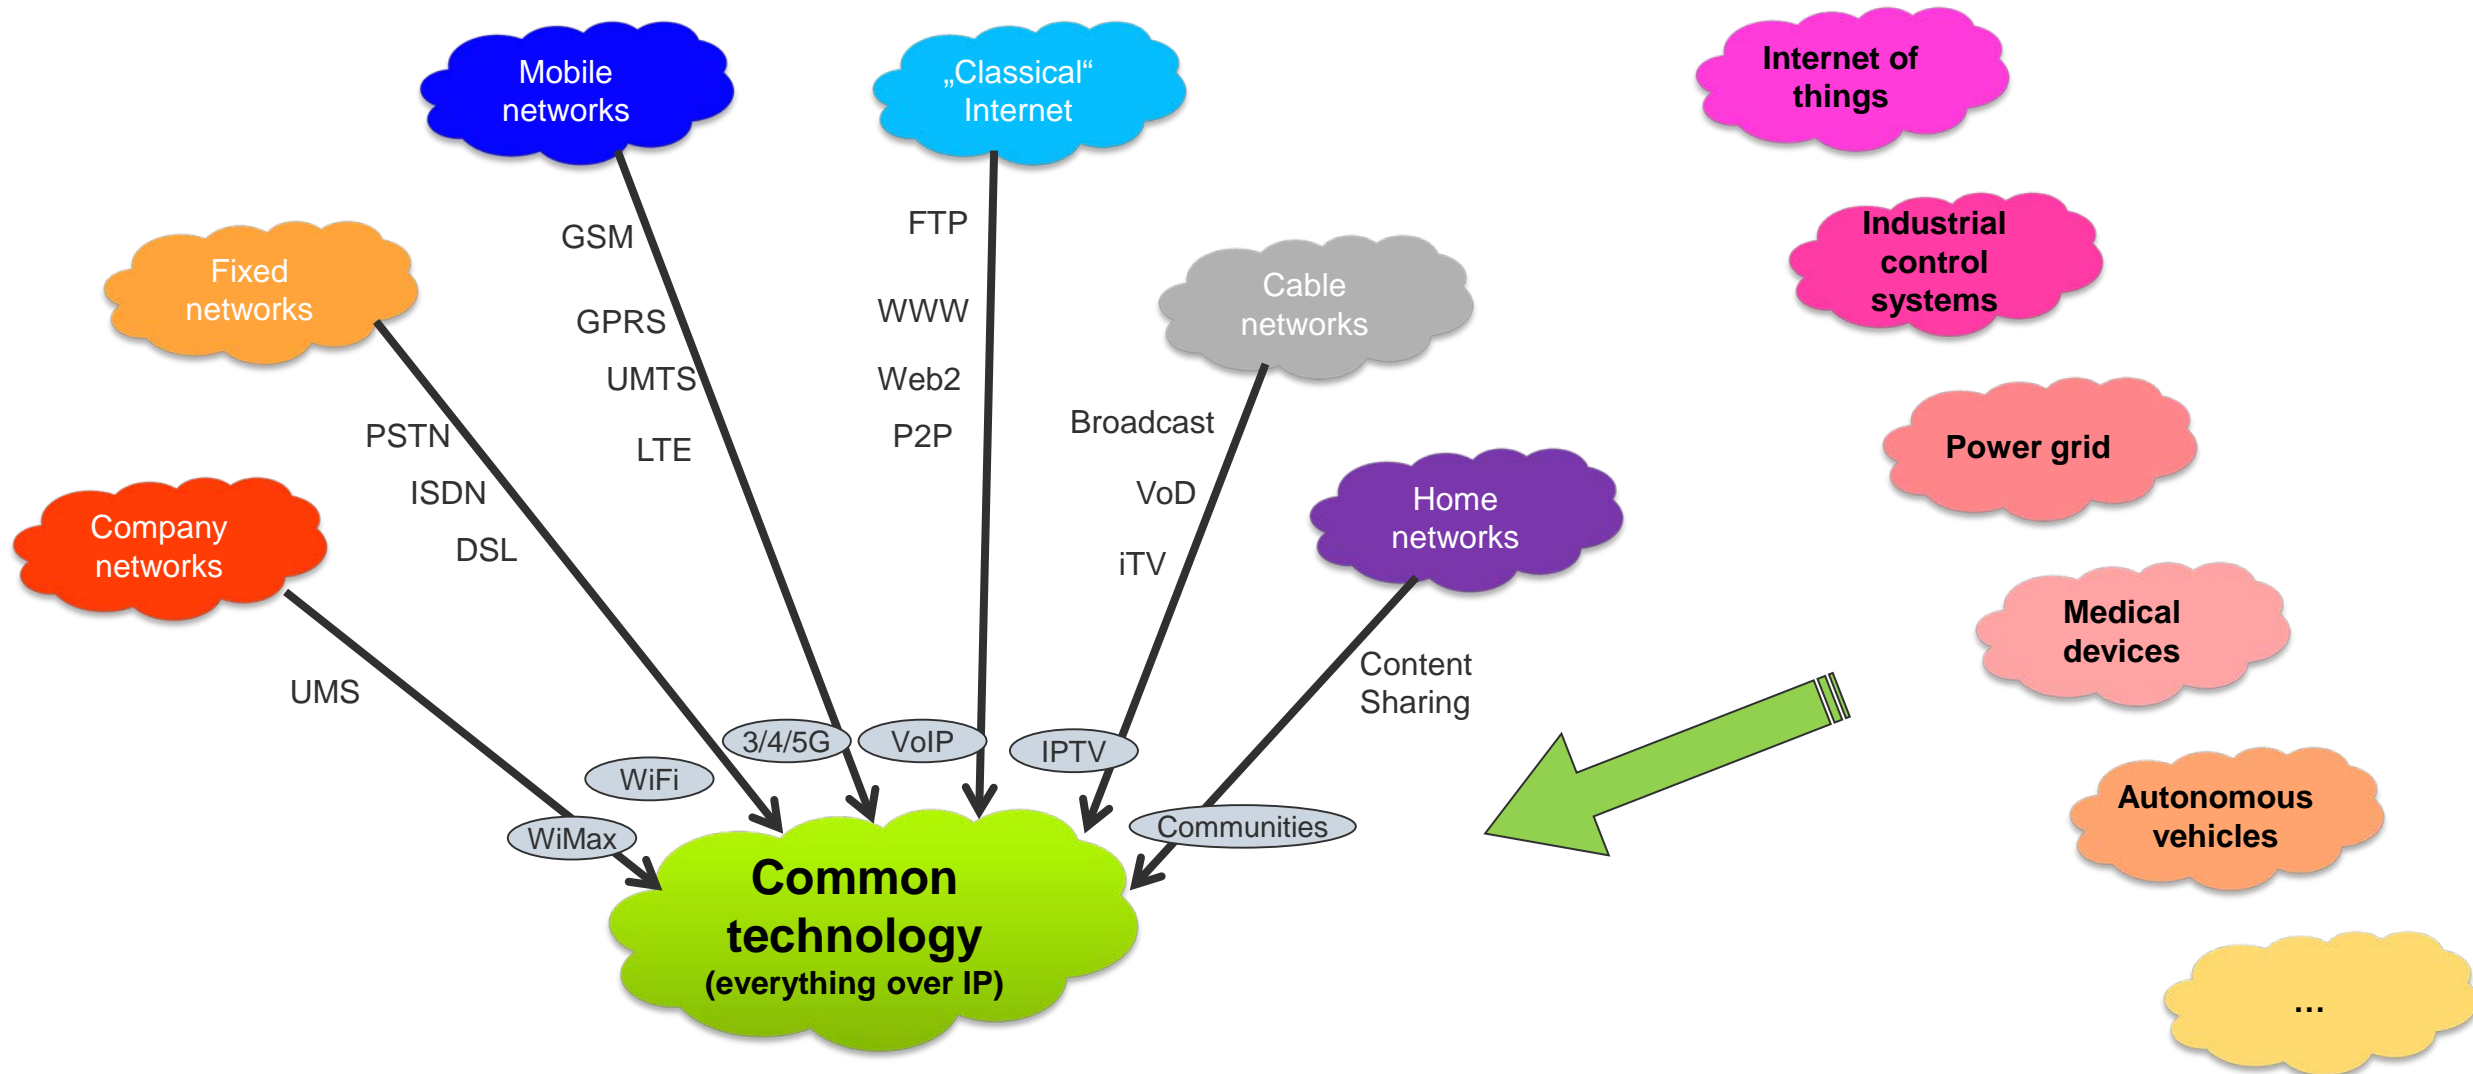 Mobile
networks
„Classical“
Internet
Internet of
things
Fixed
networks
GSM
GPRS
UMTS
LTE
FTP
WWW
Web2
P2P
Cable
networks
Industrial
control
systems
Company
networks
PSTN
ISDN
DSL
Broadcast
VoD
iTV
Home
networks
Power grid
UMS
Content
Sharing
Medical
devices
WiMax
WiFi
3/4/5G
VoIP
IPTV
Communities
Autonomous
vehicles
Common
technology
(everything over IP)
...